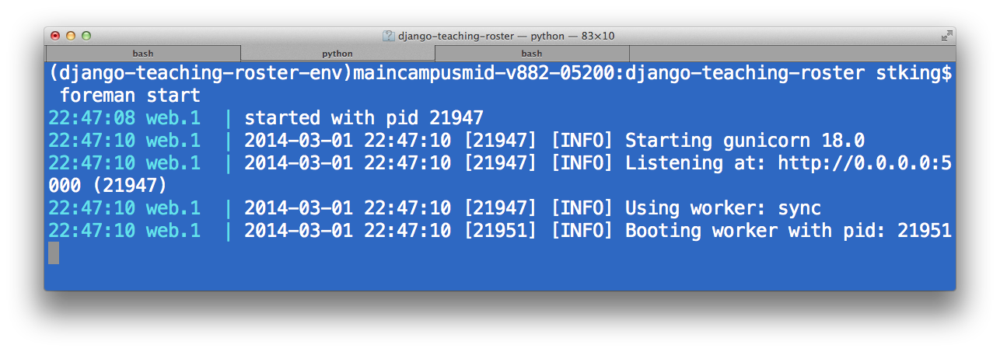 django-teaching-roster — python — 83×10
bash python bash
(django-teaching-roster-env)maincampusmid-v882-05200:django-teaching-roster stking$
foreman start
22:47:08 web.1  | started with pid 21947
22:47:10 web.1  | 2014-03-01 22:47:10 [21947] [INFO] Starting gunicorn 18.0
22:47:10 web.1  | 2014-03-01 22:47:10 [21947] [INFO] Listening at: http://0.0.0.0:5
000 (21947)
22:47:10 web.1  | 2014-03-01 22:47:10 [21947] [INFO] Using worker: sync
22:47:10 web.1  | 2014-03-01 22:47:10 [21951] [INFO] Booting worker with pid: 21951